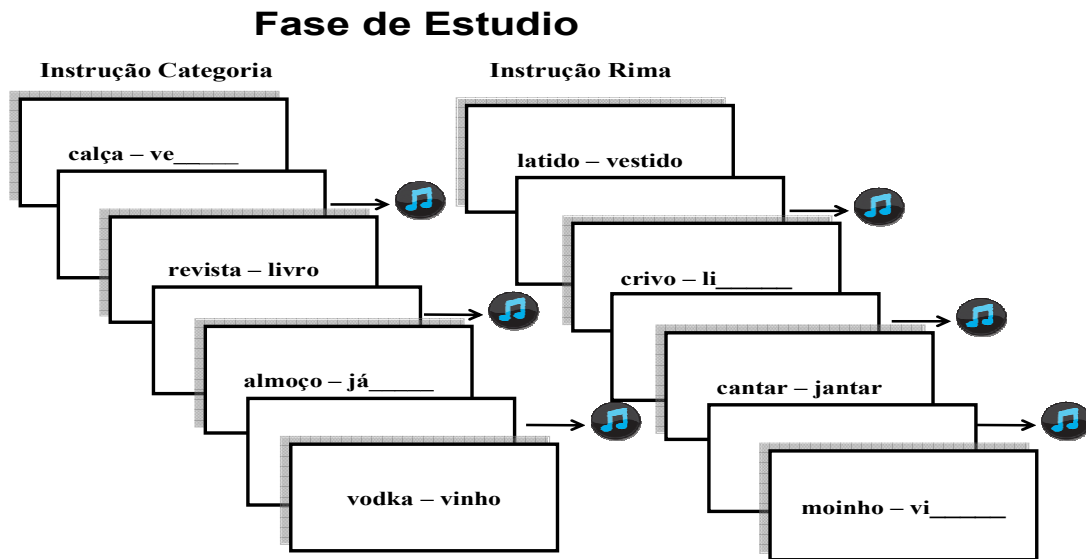 Fase de Estudio
Instrução Categoria
calça – ve_____
revista – livro
almoço – já_____
vodka – vinho
Instrução Rima
latido – vestido
crivo – li______
cantar – jantar
moinho – vi_______